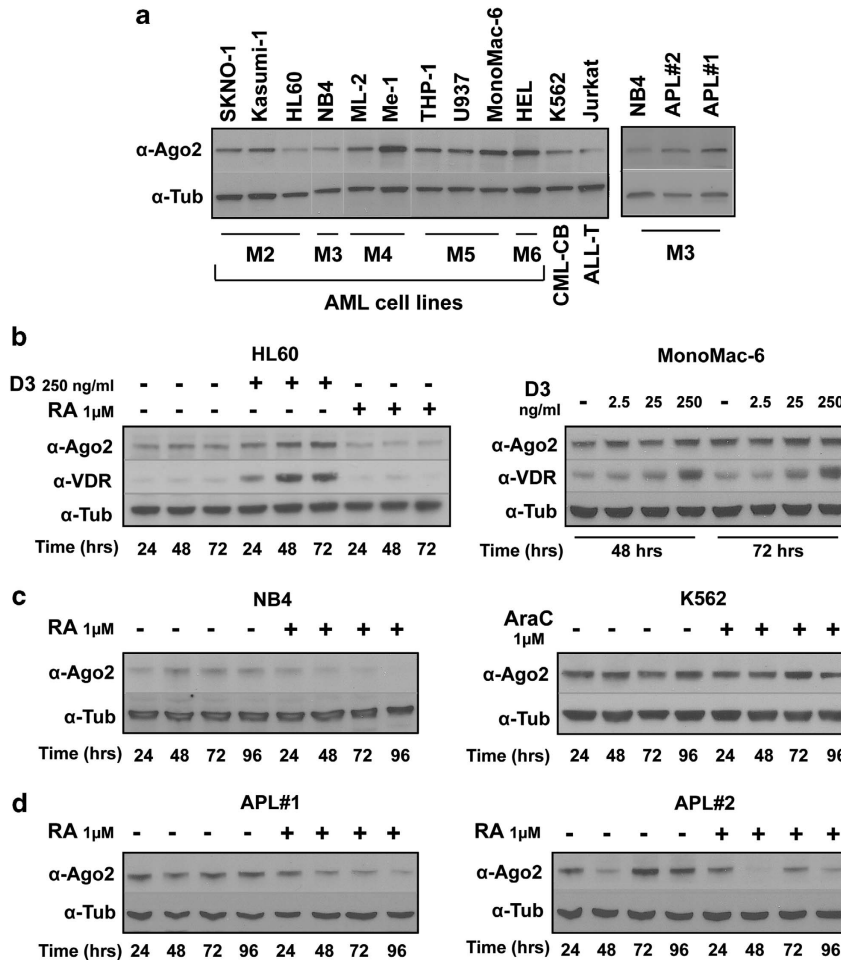 a
SKNO-1 Kasumi-1 HL60 NB4 ML-2 Me-1 THP-1 U937 MonoMac-6 HEL K562 Jurkat NB4 APL#2 APL#1
α-Ago2
α-Tub
M2 M3 M4 M5 M6 CML-CB ALL-T M3
AML cell lines
b
HL60
D3 250 ng/ml - - - + + + - - -
RA 1μM - - - - - - + + +
α-Ago2
α-VDR
α-Tub
Time (hrs) 24 48 72 24 48 72 24 48 72
MonoMac-6
D3
ng/ml - 2.5 25 250 - 2.5 25 250
α-Ago2
α-VDR
α-Tub
Time (hrs) 48 hrs 72 hrs
c
NB4
RA 1μM - - - - + + + +
α-Ago2
α-Tub
Time (hrs) 24 48 72 96 24 48 72 96
K562
AraC
1μM - - - - + + + +
α-Ago2
α-Tub
Time (hrs) 24 48 72 96 24 48 72 96
d
APL#1
RA 1μM - - - - + + + +
α-Ago2
α-Tub
Time (hrs) 24 48 72 96 24 48 72 96
APL#2
RA 1μM - - - - + + + +
α-Ago2
α-Tub
Time (hrs) 24 48 72 96 24 48 72 96